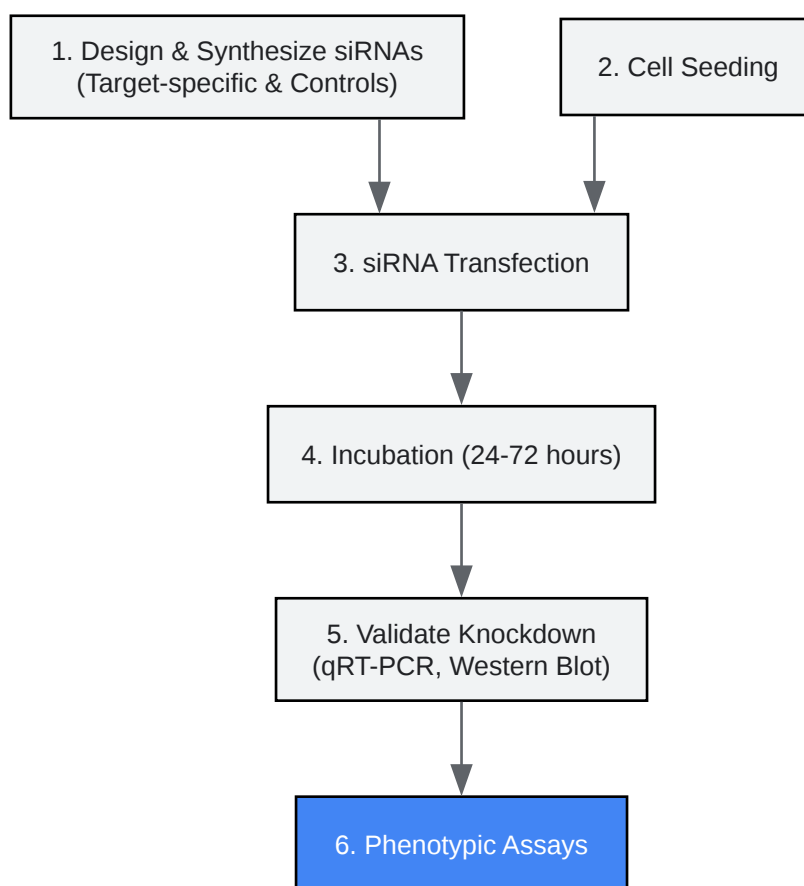 1. Design & Synthesize siRNAs
(Target-specific & Controls)
2. Cell Seeding
3. siRNA Transfection
4. Incubation (24-72 hours)
5. Validate Knockdown
(qRT-PCR, Western Blot)
6. Phenotypic Assays